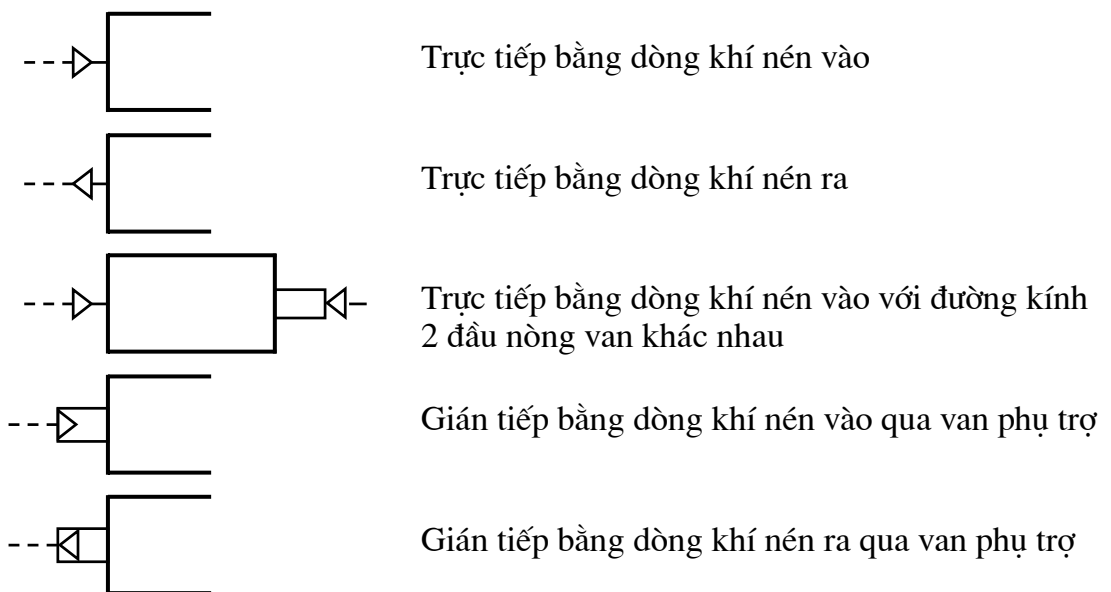 Trực tiếp bằng dòng khí nén vào
Trực tiếp bằng dòng khí nén ra
Trực tiếp bằng dòng khí nén vào với đường kính
2 đầu nòng van khác nhau
Gián tiếp bằng dòng khí nén vào qua van phụ trợ
Gián tiếp bằng dòng khí nén ra qua van phụ trợ